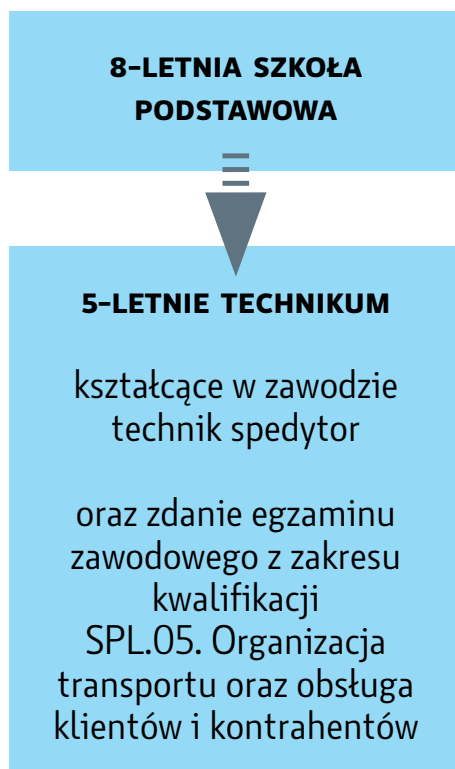 8-LETNIA SZKOŁA
PODSTAWOWA
5-LETNIE TECHNIKUM
kształcące w zawodzie
technik spedytor
oraz zdanie egzaminu
zawodowego z zakresu
kwalifikacji
SPL.05. Organizacja
transportu oraz obsługa
klientów i kontrahentów